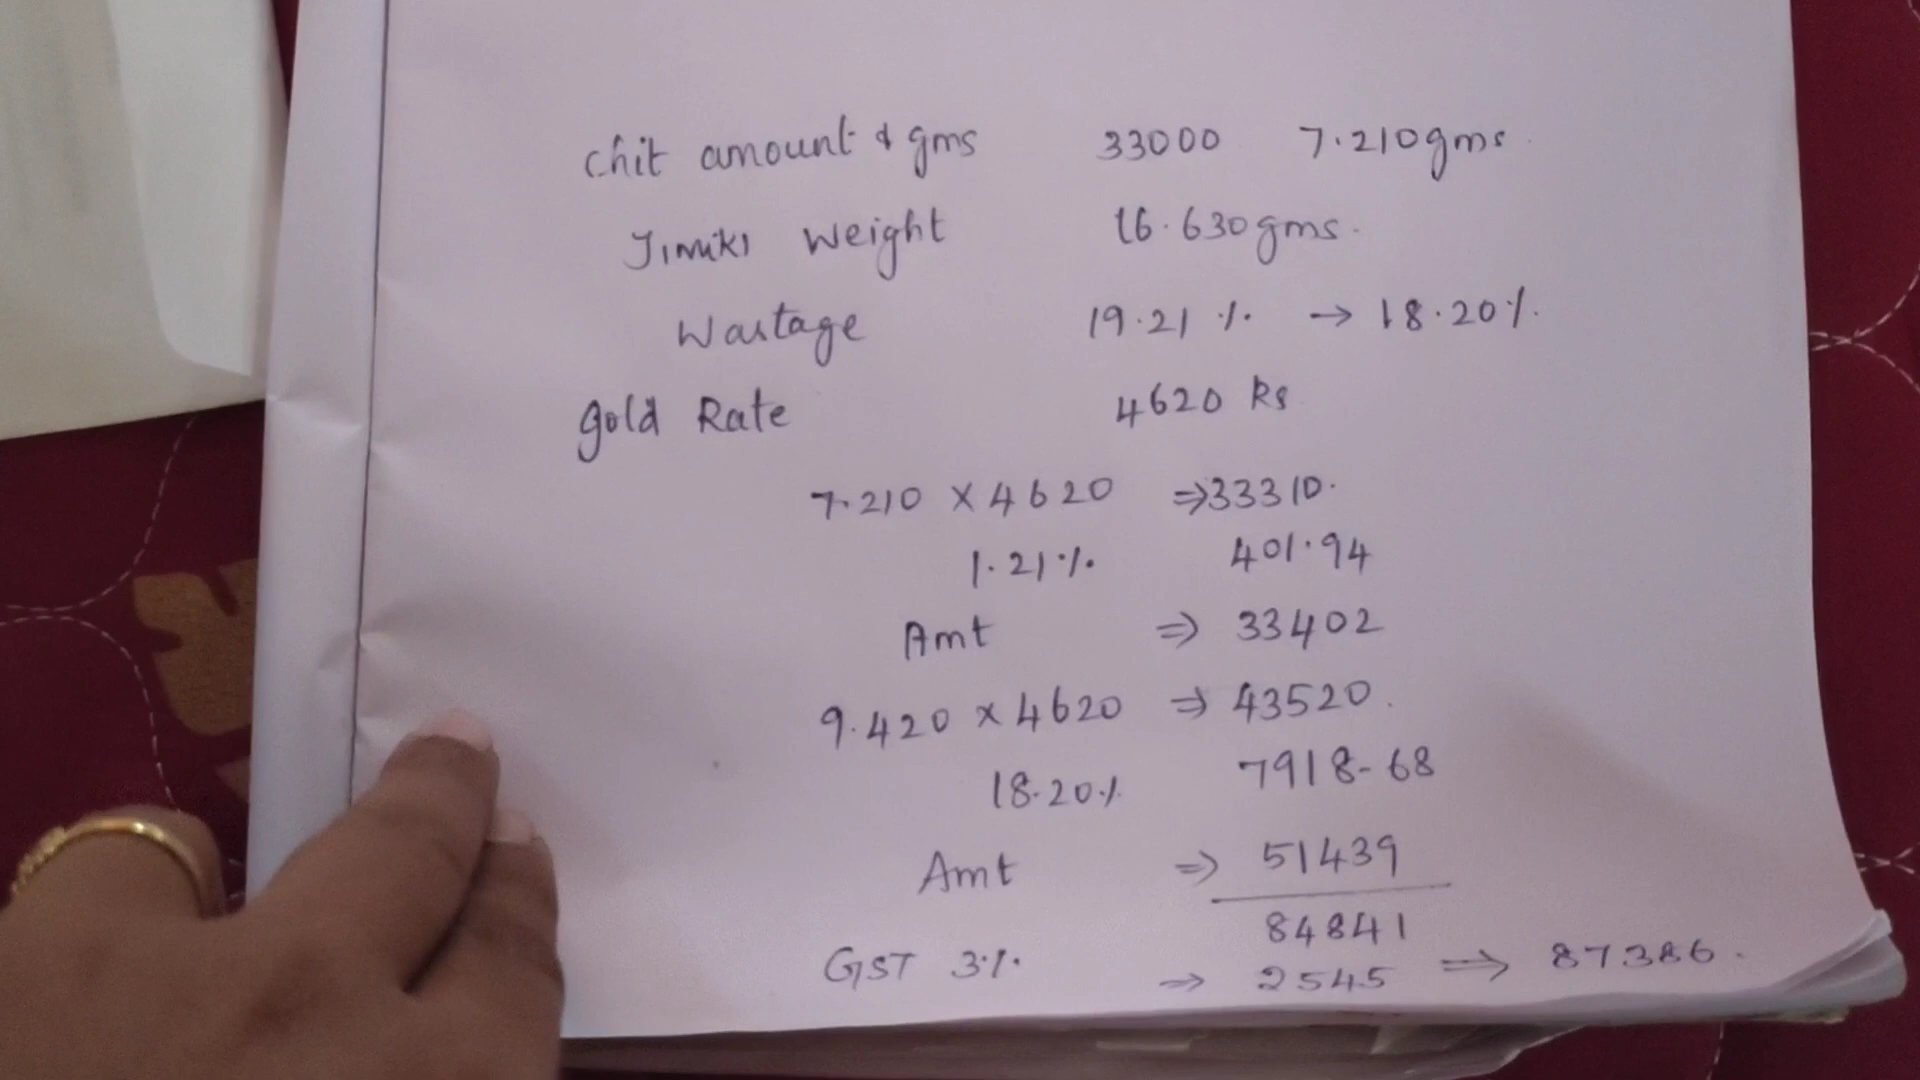 Chit amount & gms 33000 7.210gms.
Jimiki Weight 16.630gms.
Wastage 19.21 % → 18.20%.
gold Rate 4620 Rs
7.210 x 4620 ⇒ 33310.
1.21%. 401.94
Amt ⇒ 33402
9.420 x 4620 ⇒ 43520.
18.20%. 7918-68
Amt ⇒ 51439
84841
GST 3%. ⇒ 2545 ⇒ 87386.